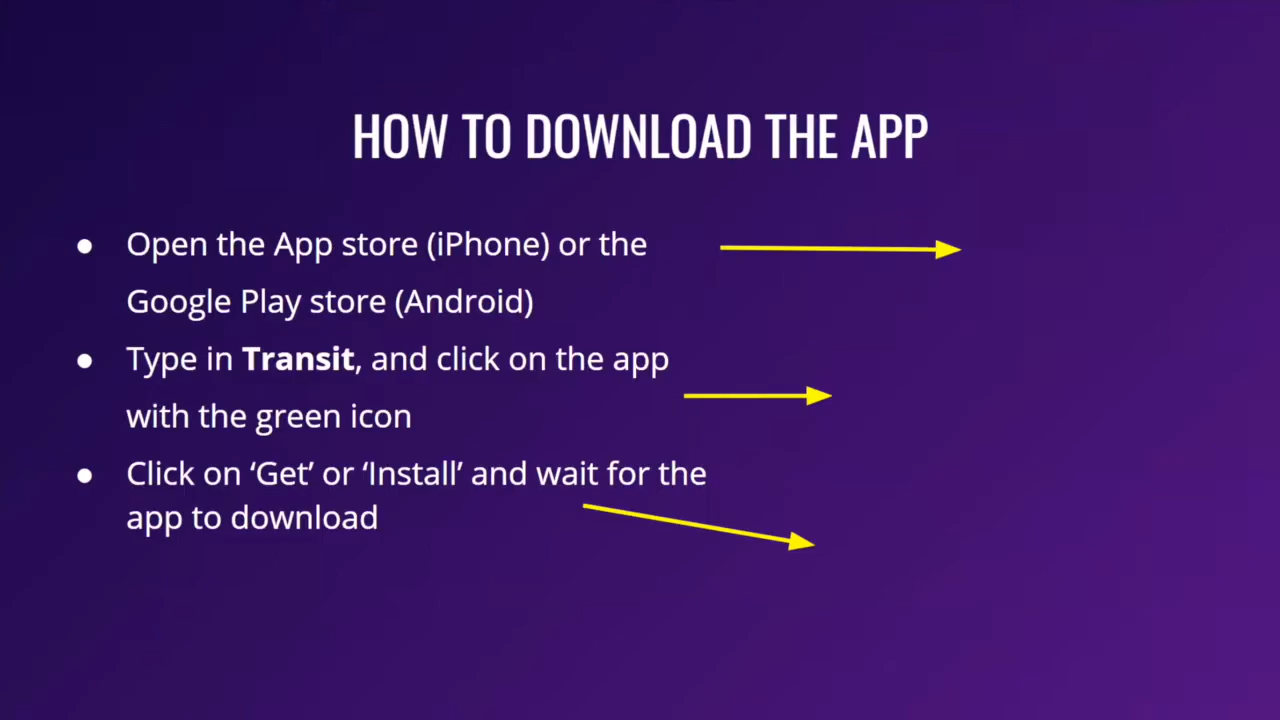 HOW TO DOWNLOAD THE APP
● Open the App store (iPhone) or the
Google Play store (Android)
● Type in Transit, and click on the app
with the green icon
● Click on ‘Get’ or ‘Install’ and wait for the
app to download